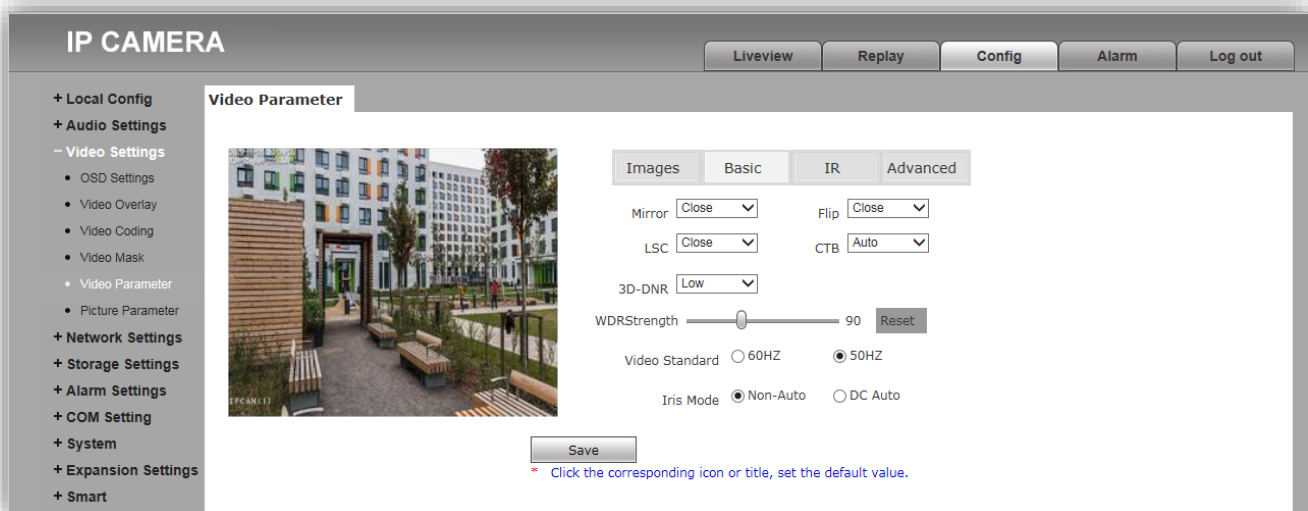 IP CAMERA
Liveview Replay Config Alarm Log out
+ Local Config
+ Audio Settings
− Video Settings
• OSD Settings
• Video Overlay
• Video Coding
• Video Mask
• Video Parameter
• Picture Parameter
+ Network Settings
+ Storage Settings
+ Alarm Settings
+ COM Setting
+ System
+ Expansion Settings
+ Smart
Video Parameter
IPCAM(1)
Images Basic IR Advanced
Mirror Close Flip Close
LSC Close CTB Auto
3D-DNR Low
WDRStrength 90 Reset
Video Standard 60HZ 50HZ
Iris Mode Non-Auto DC Auto
Save
* Click the corresponding icon or title, set the default value.